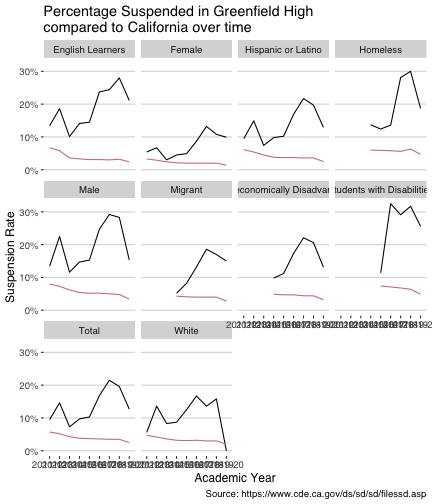 Percentage Suspended in Greenfield High
compared to California over time
English Learners
Female
Hispanic or Latino
Homeless
30%
20%
10%
0%
Male
Migrant
economically Disadvan
tudents with Disabilitie
30%
20%
10%
0%
Total
White
30%
20%
10%
0%
Suspension Rate
Academic Year
Source: https://www.cde.ca.gov/ds/sd/sd/filessd.asp